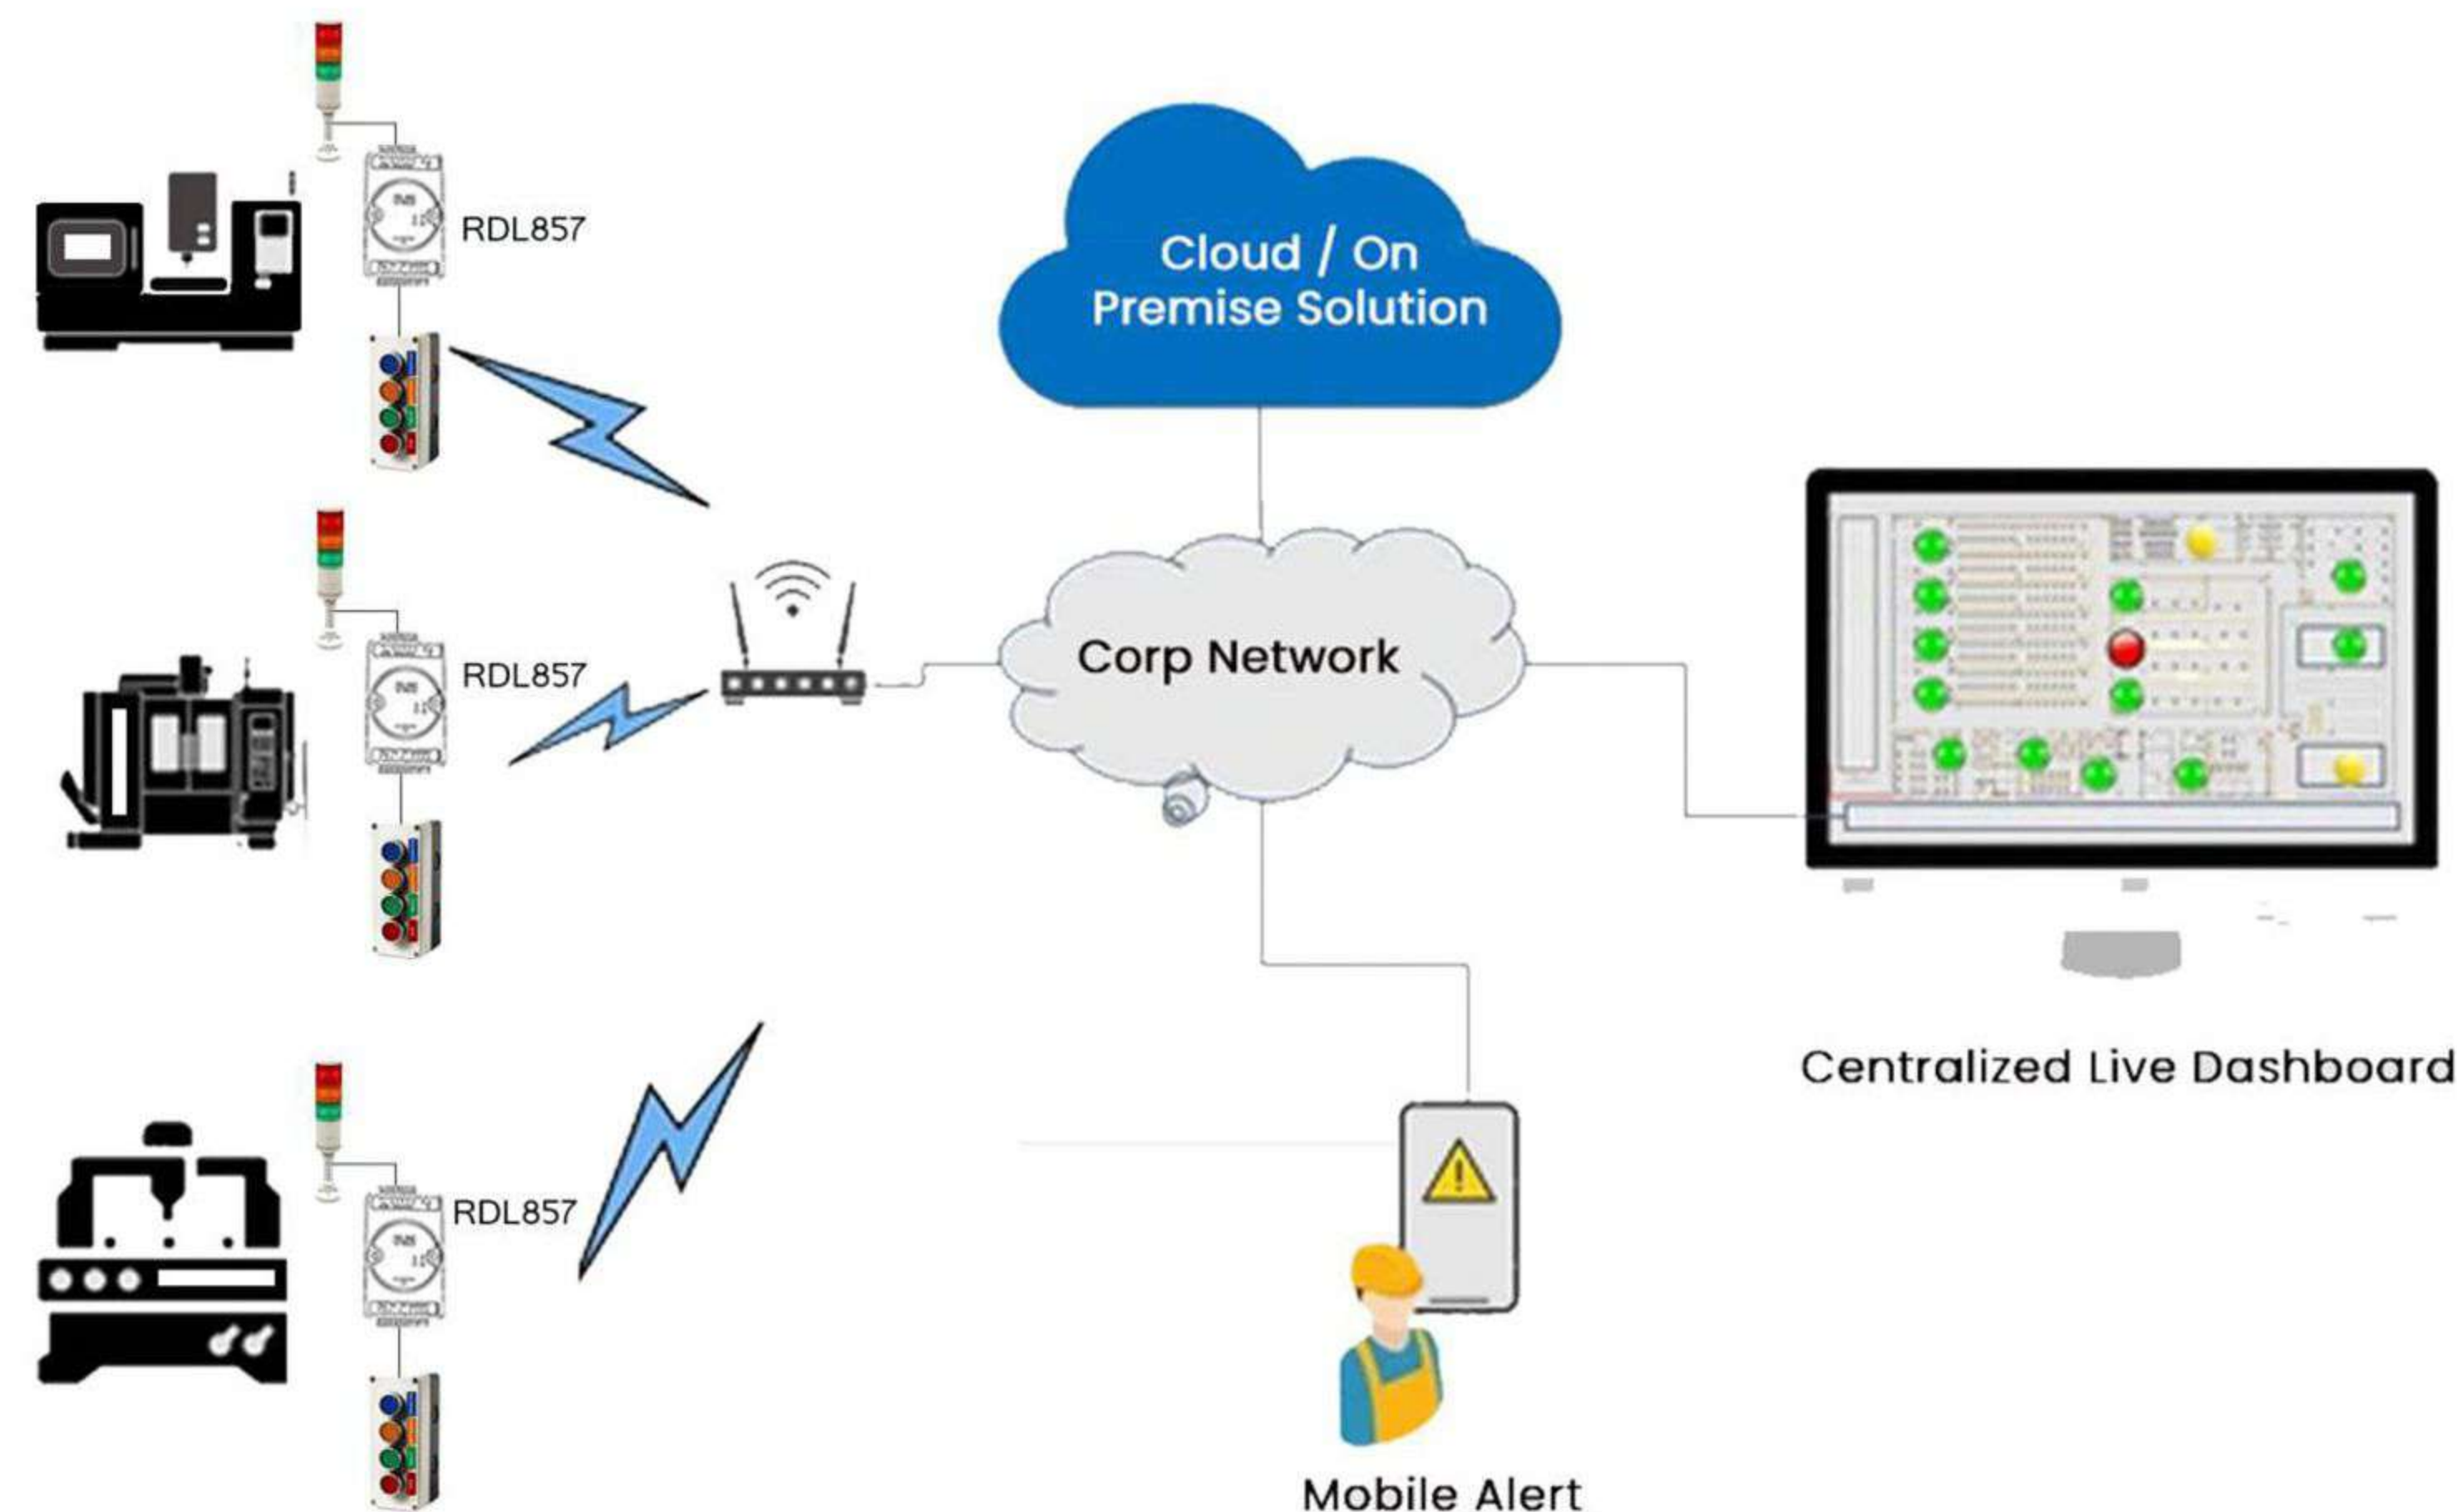 RDL857
Cloud / On
Premise Solution
RDL857
Corp Network
Centralized Live Dashboard
RDL857
Mobile Alert